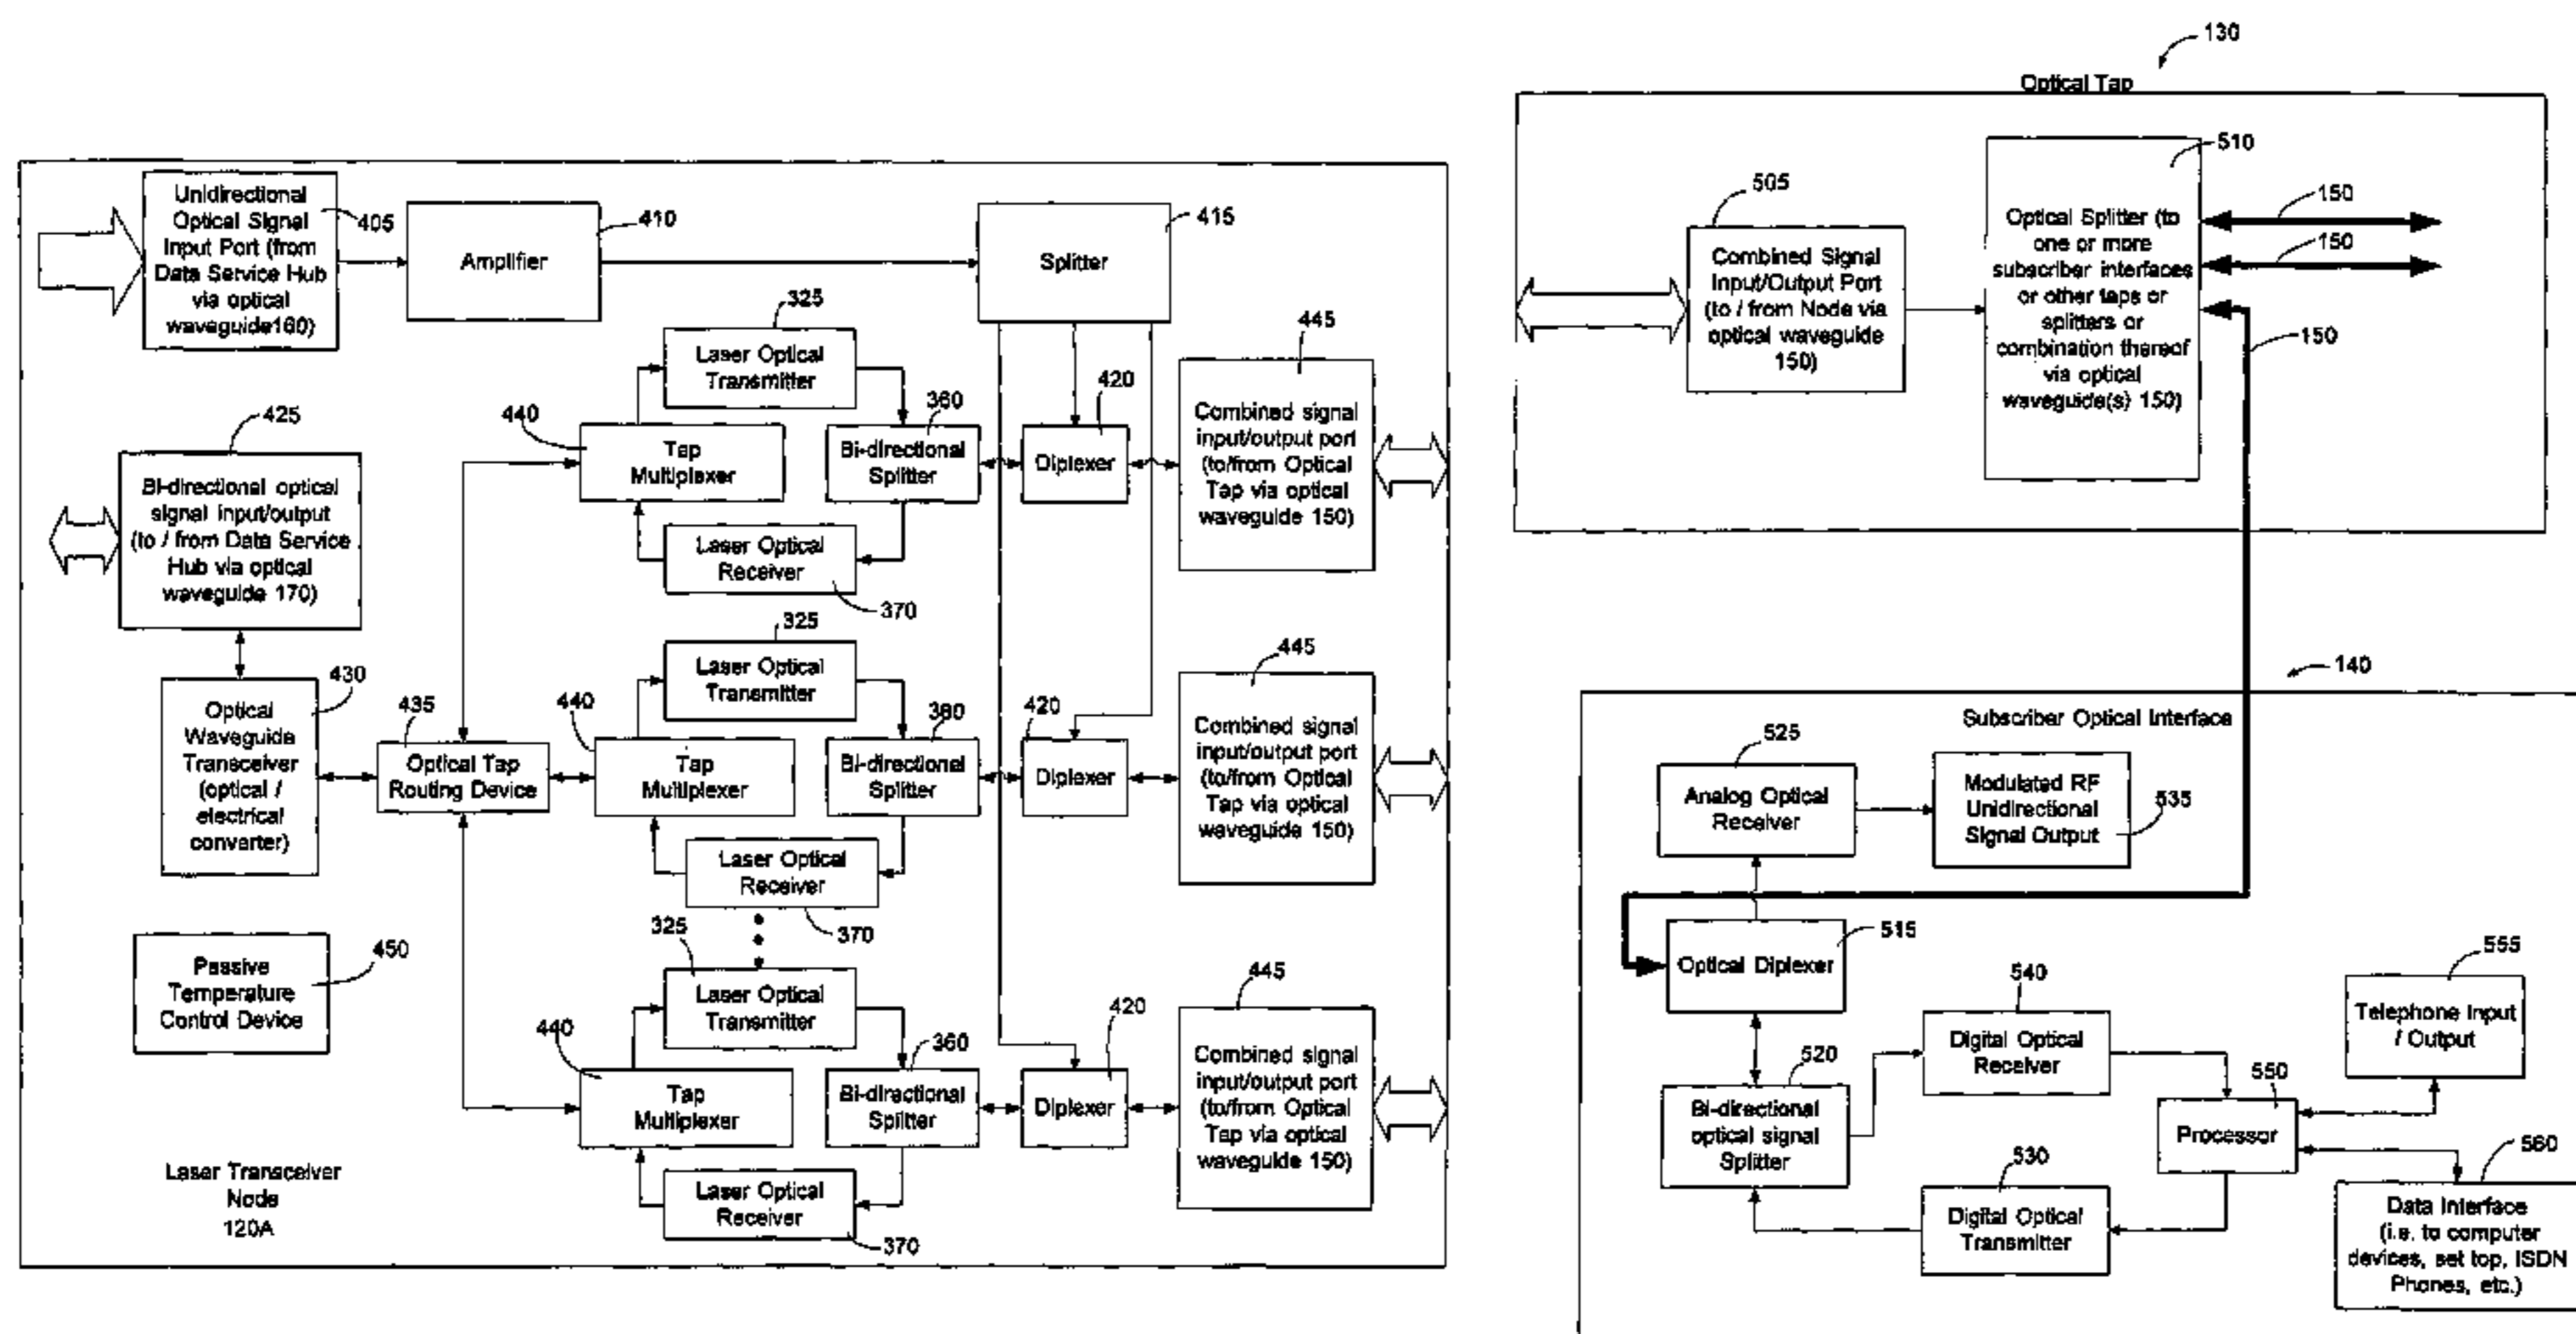 130
Optical Tap
Unidirectional
Optical Signal
Input Port (from
Data Service Hub
via optical
waveguide160)
405
Amplifier
410
Splitter
415
325
Laser Optical
Transmitter
440
Tap
Multiplexer
360
Bi-directional
Splitter
420
Diplexer
445
Combined signal
input/output port
(to/from Optical
Tap via optical
waveguide 150)
Laser Optical
Receiver
370
425
Bi-directional optical
signal input/output
(to / from Data Service
Hub via optical
waveguide 170)
430
Optical
Waveguide
Transceiver
(optical /
electrical
converter)
435
Optical Tap
Routing Device
325
Laser Optical
Transmitter
440
Tap
Multiplexer
360
Bi-directional
Splitter
420
Diplexer
445
Combined signal
input/output port
(to/from Optical
Tap via optical
waveguide 150)
Laser Optical
Receiver
370
450
Passive
Temperature
Control Device
325
Laser Optical
Transmitter
440
Tap
Multiplexer
360
Bi-directional
Splitter
420
Diplexer
445
Combined signal
input/output port
(to/from Optical
Tap via optical
waveguide 150)
Laser Optical
Receiver
370
Laser Transceiver
Node
120A
505
Combined Signal
Input/Output Port
(to / from Node via
optical waveguide
150)
510
Optical Splitter (to
one or more
subscriber interfaces
or other taps or
splitters or
combination thereof
via optical
waveguide(s) 150)
150
150
150
140
Subscriber Optical Interface
525
Analog Optical
Receiver
Modulated RF
Unidirectional
Signal Output
535
515
Optical Diplexer
520
Bi-directional
optical signal
Splitter
540
Digital Optical
Receiver
530
Digital Optical
Transmitter
550
Processor
555
Telephone Input
/ Output
560
Data Interface
(i.e. to computer
devices, set top, ISDN
Phones, etc.)